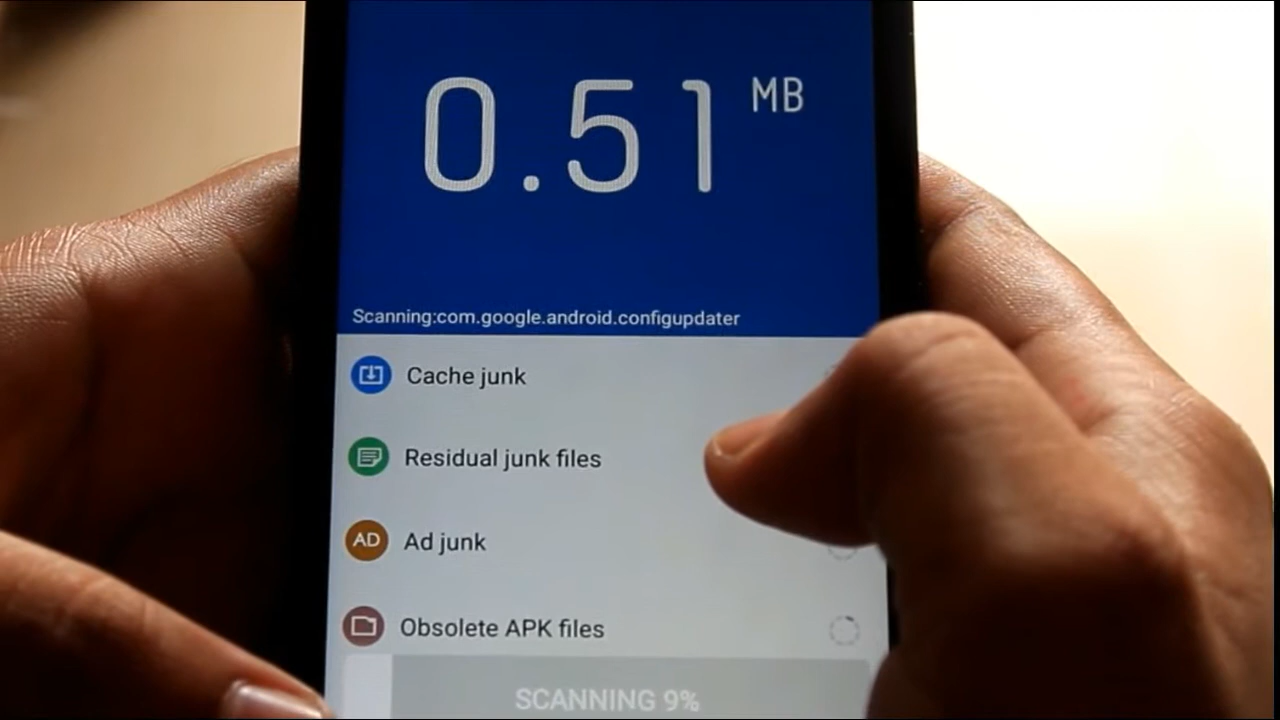 0.51 MB
Scanning:com.google.android.configupdater
Cache junk
Residual junk files
AD Ad junk
Obsolete APK files
SCANNING 9%